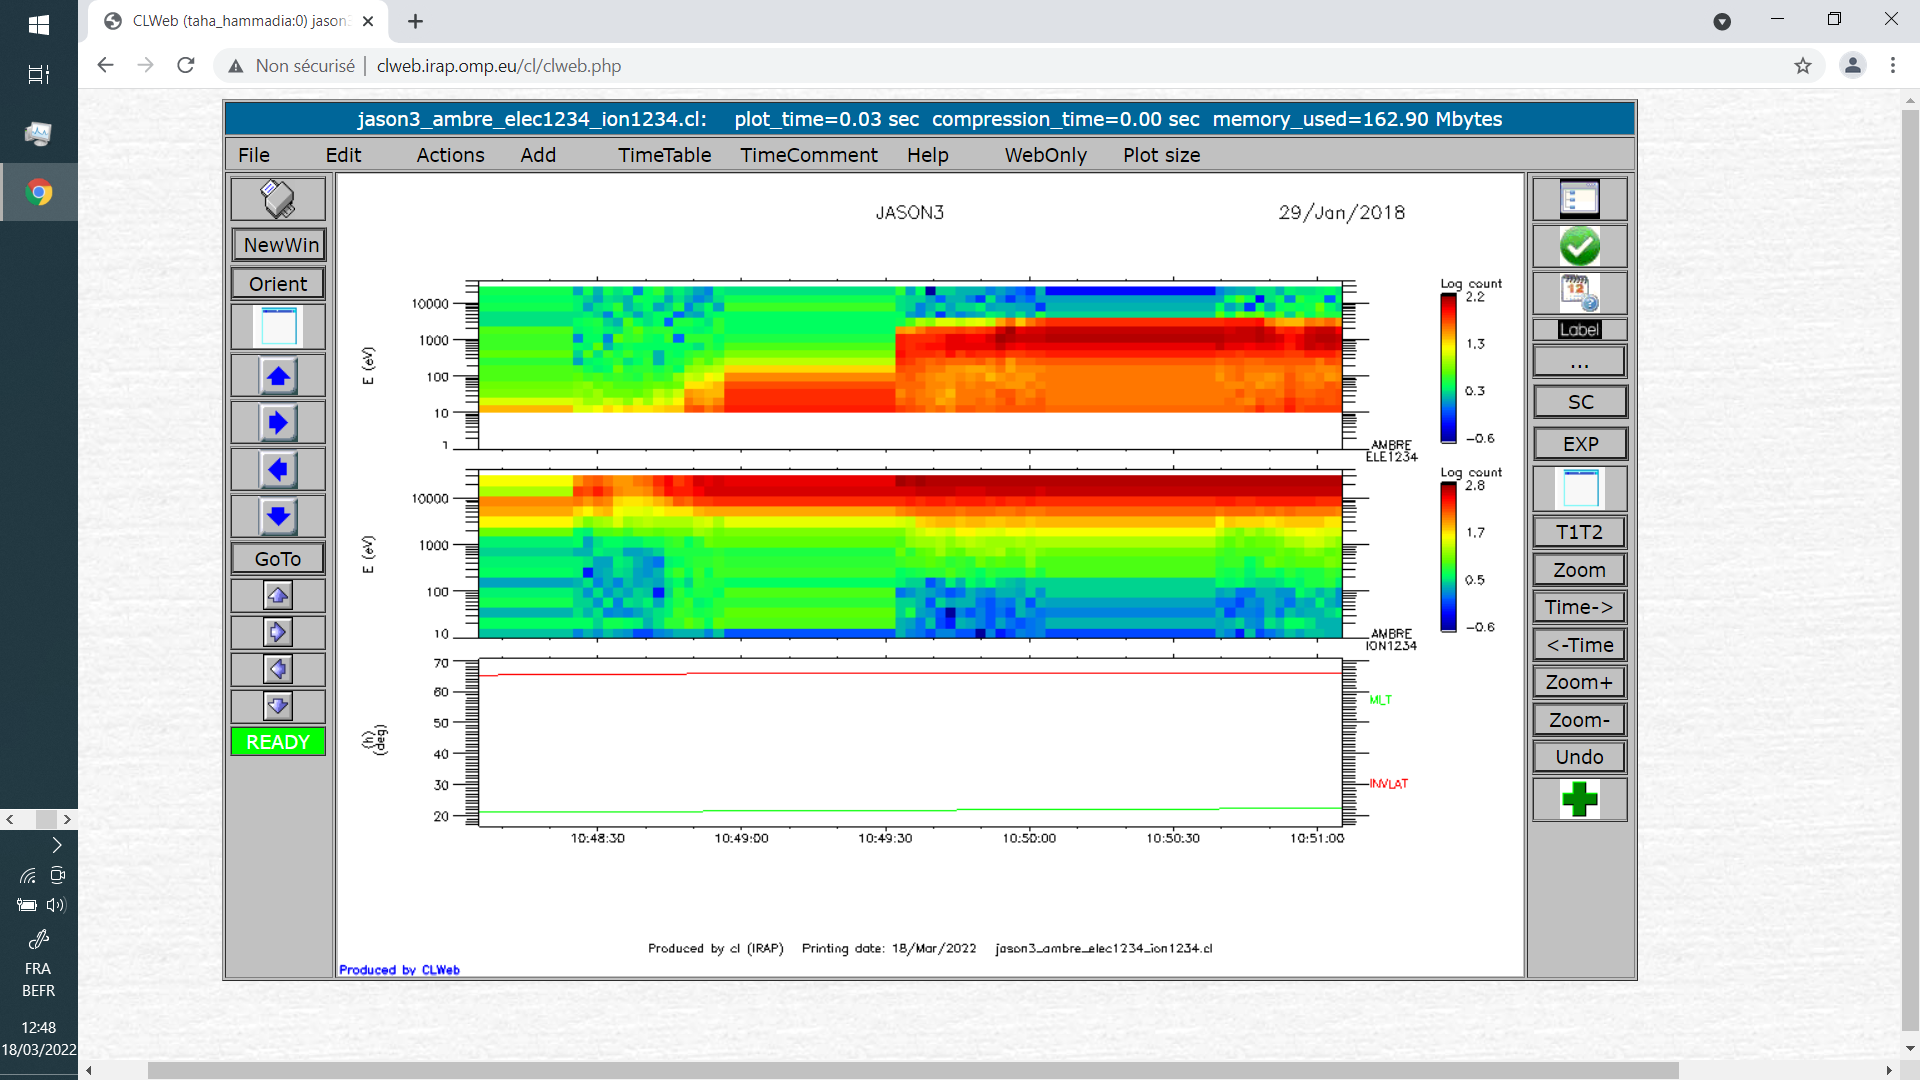 CLWeb (taha_hammadia:0) jason3
Non sécurisé | clweb.irap.omp.eu/cl/clweb.php
jason3_ambre_elec1234_ion1234.cl: plot_time=0.03 sec compression_time=0.00 sec memory_used=162.90 Mbytes
File Edit Actions Add TimeTable TimeComment Help WebOnly Plot size
NewWin
Orient
GoTo
READY
JASON3 29/Jan/2018
E (eV)
10000
1000
100
10
1
AMBRE
ELE1234
Log count
2.2
1.3
0.3
-0.6
E (eV)
10000
1000
100
10
AMBRE
ION1234
Log count
2.8
1.7
0.5
-0.6
(h)
(deg)
70
60
50
40
30
20
MLT
INVLAT
10:48:30 10:49:00 10:49:30 10:50:00 10:50:30 10:51:00
Produced by cl (IRAP) Printing date: 18/Mar/2022 jason3_ambre_elec1234_ion1234.cl
Produced by CLWeb
12
Label
...
SC
EXP
T1T2
Zoom
Time->
<-Time
Zoom+
Zoom-
Undo
FRA
BEFR
12:48
18/03/2022